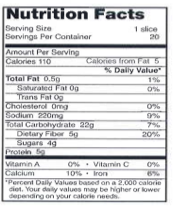 Nutrition Facts
Serving Size 1 slice
Servings Per Container 20
Amount Per Serving
Calories 110 Calories from Fat 5
% Daily Value*
Total Fat 0.5g 1%
Saturated Fat 0g 0%
Trans Fat 0g
Cholesterol 0mg 0%
Sodium 220mg 9%
Total Carbohydrate 22g 7%
Dietary Fiber 5g 20%
Sugars 4g
Protein 5g
Vitamin A 0% • Vitamin C 0%
Calcium 10% • Iron 6%
*Percent Daily Values based on a 2,000 calorie
diet. Your daily values may be higher or lower
depending on your calorie needs.